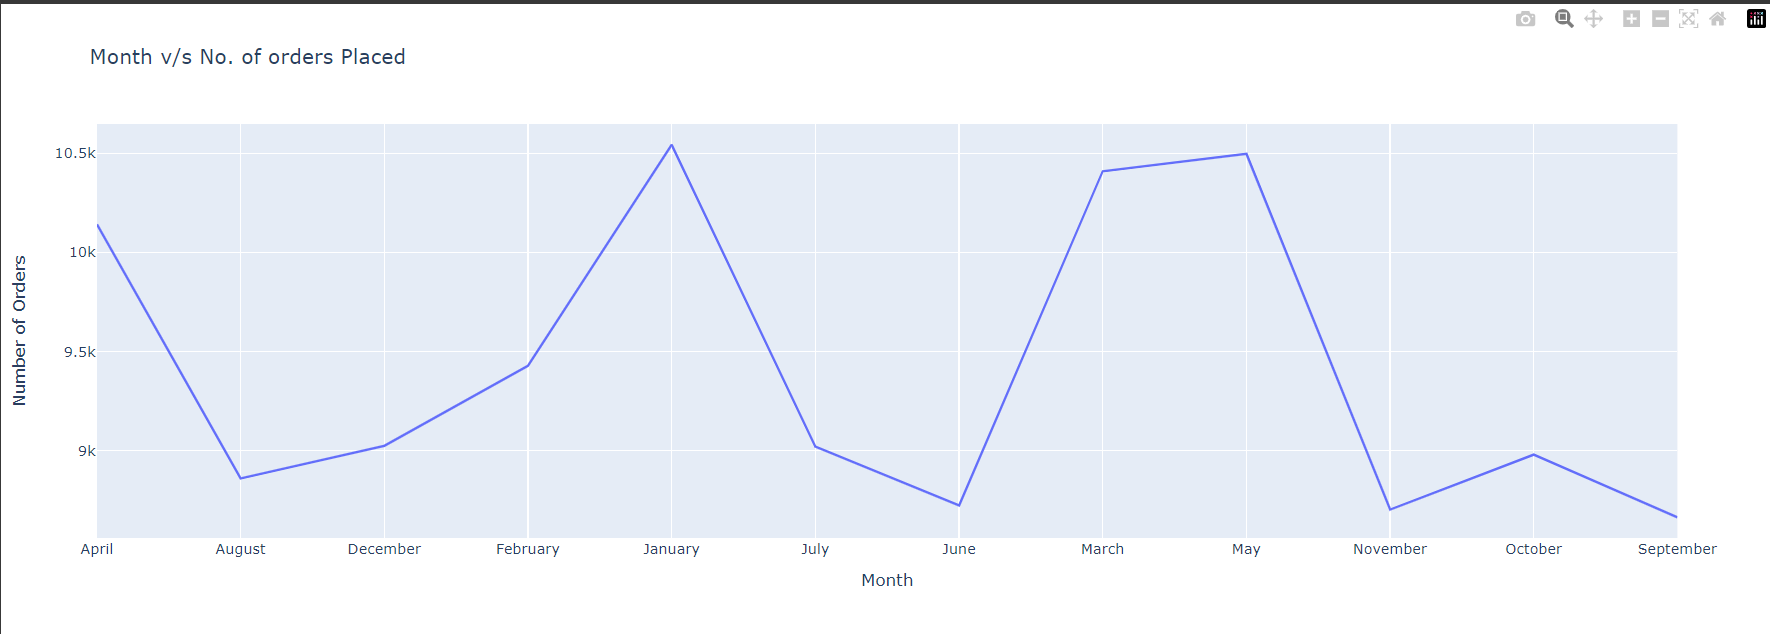 Month v/s No. of orders Placed
10.5k
10k
9.5k
9k
Number of Orders
April August December February January July June March May November October September
Month